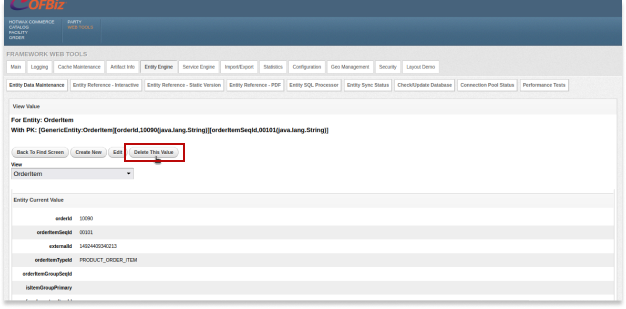 OFBiz
HOTWAX COMMERCE
CATALOG
FACILITY
ORDER
PARTY
WEB TOOLS
FRAMEWORK WEB TOOLS
Main Logging Cache Maintenance Artifact Info Entity Engine Service Engine Import/Export Statistics Configuration Geo Management Security Layout Demo
Entity Data Maintenance Entity Reference - Interactive Entity Reference - Static Version Entity Reference - PDF Entity SQL Processor Entity Sync Status Check/Update Database Connection Pool Status Performance Tests
View Value
For Entity: OrderItem
With PK: [GenericEntity:OrderItem][orderId,10090(java.lang.String)][orderItemSeqId,00101(java.lang.String)]
Back To Find Screen Create New Edit Delete This Value
View
OrderItem
Entity Current Value
orderId 10090
orderItemSeqId 00101
externalId 14924409340213
orderItemTypeId PRODUCT_ORDER_ITEM
orderItemGroupSeqId
isItemGroupPrimary